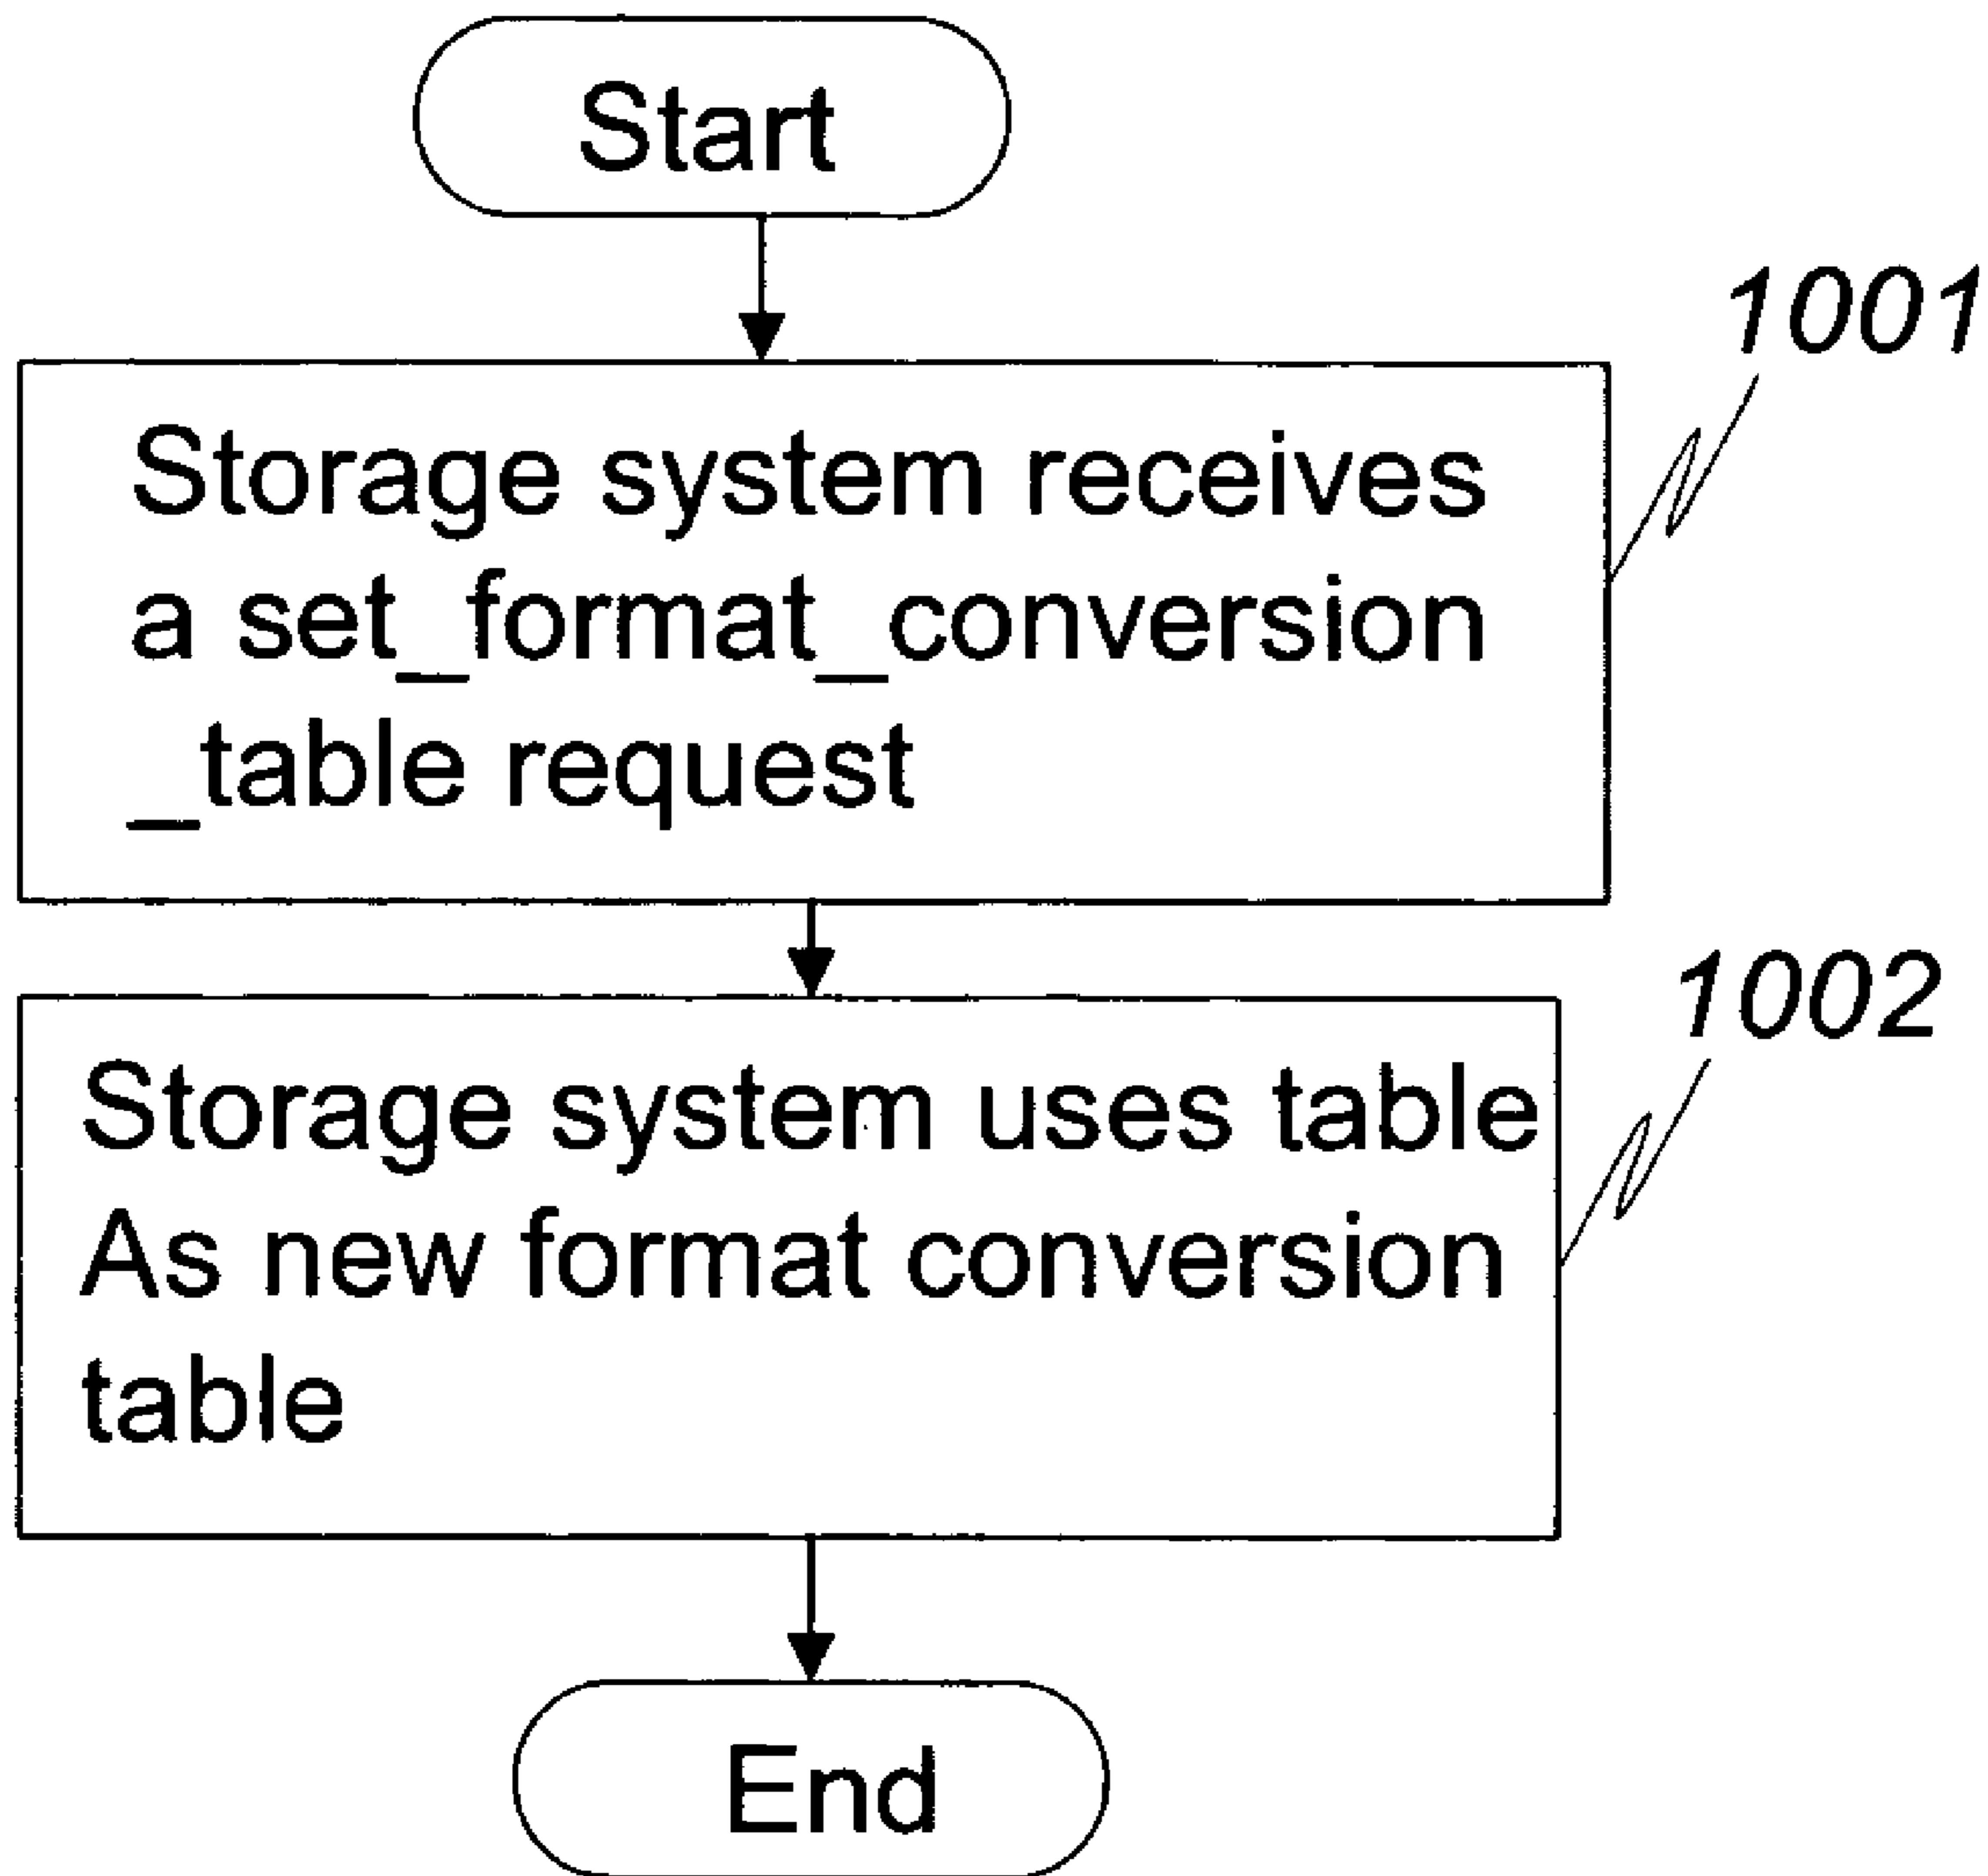 Start
1001
Storage system receives
a set_format_conversion
_table request
1002
Storage system uses table
As new format conversion
table
End